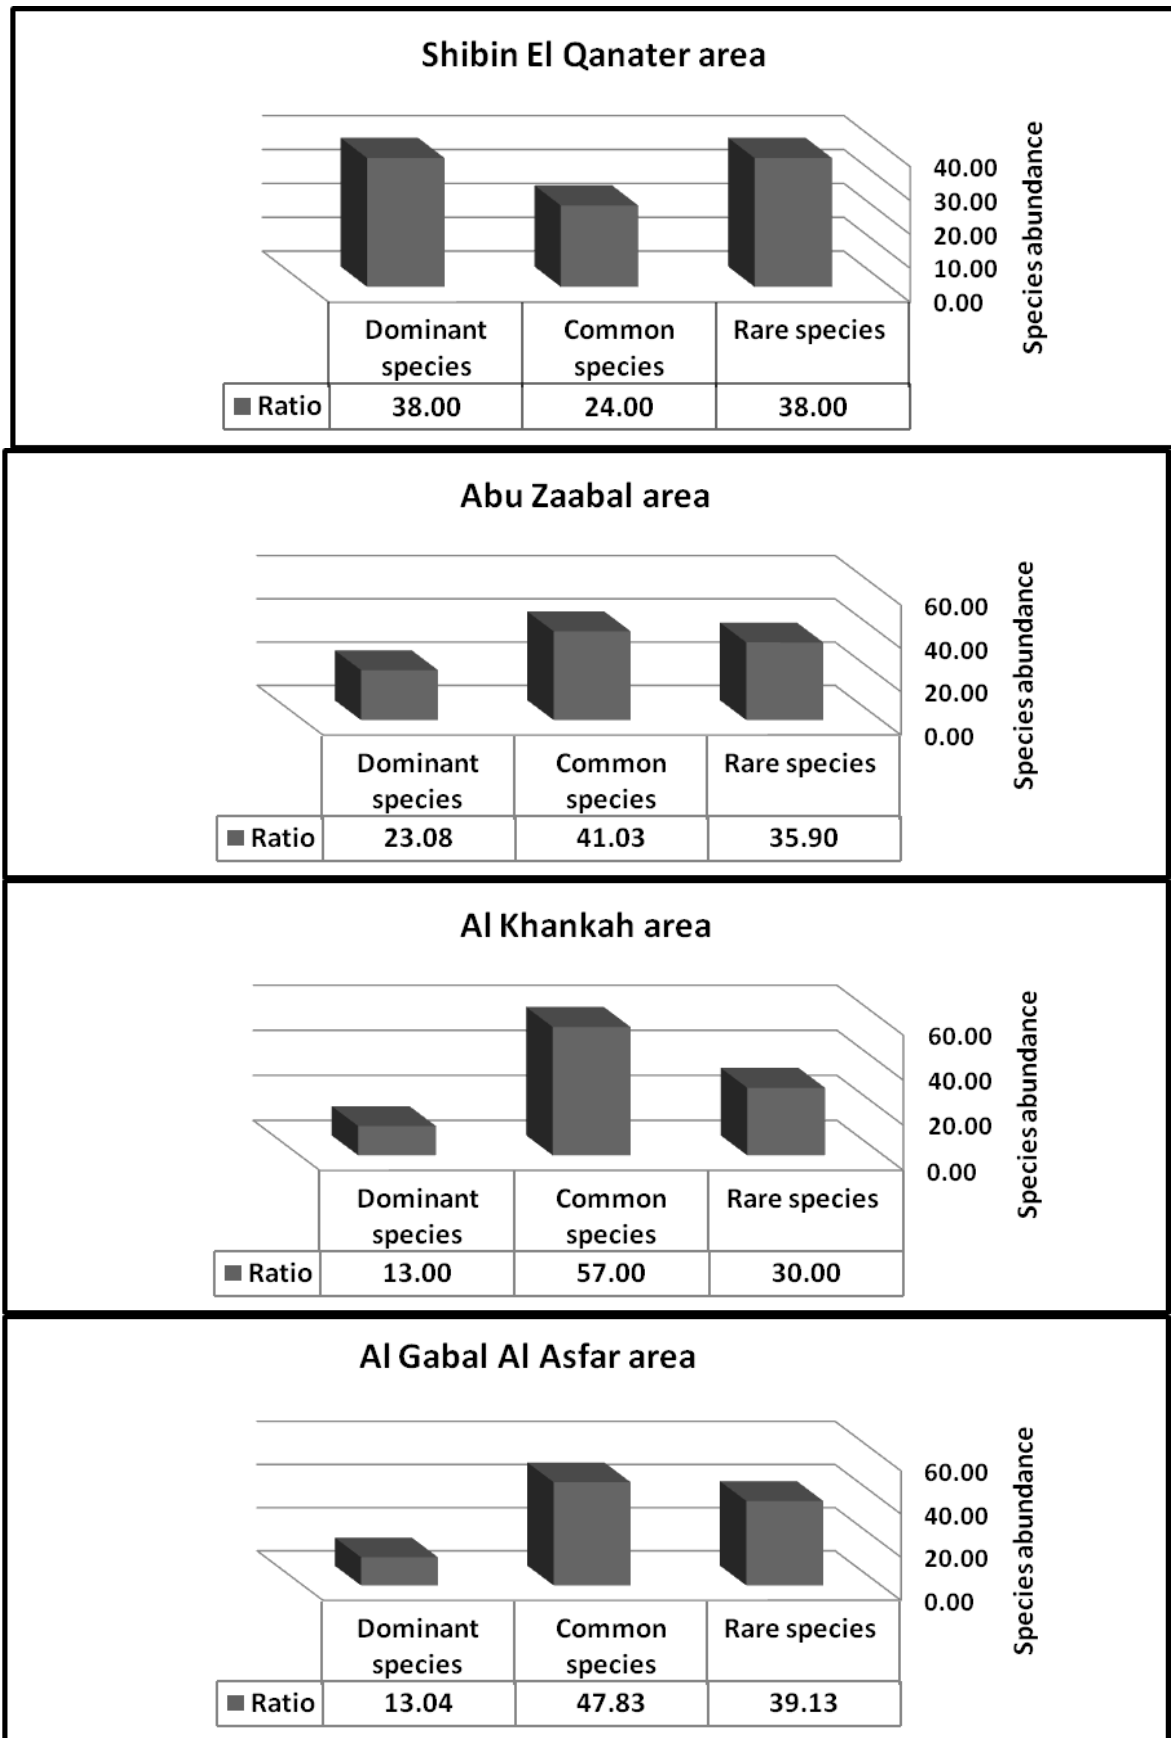 Shibin El Qanater area
40.00
30.00
20.00
10.00
0.00
Species abundance
Dominant species
Common species
Rare species
Ratio 38.00 24.00 38.00
Abu Zaabal area
60.00
40.00
20.00
0.00
Species abundance
Dominant species
Common species
Rare species
Ratio 23.08 41.03 35.90
Al Khankah area
60.00
40.00
20.00
0.00
Species abundance
Dominant species
Common species
Rare species
Ratio 13.00 57.00 30.00
Al Gabal Al Asfar area
60.00
40.00
20.00
0.00
Species abundance
Dominant species
Common species
Rare species
Ratio 13.04 47.83 39.13